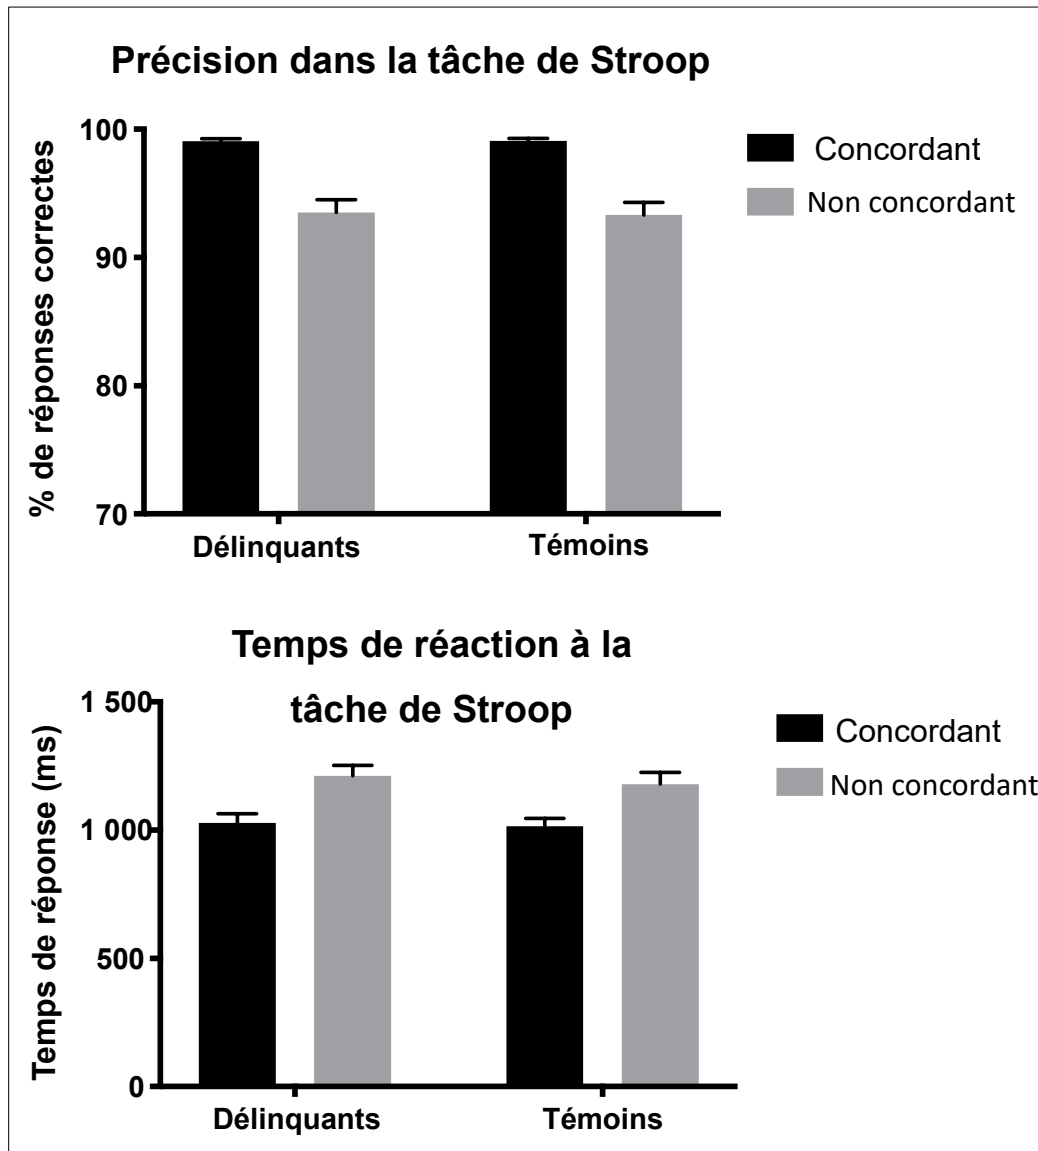 Précision dans la tâche de Stroop
% de réponses correctes
100
90
80
70
Délinquants
Témoins
Concordant
Non concordant
Temps de réaction à la
tâche de Stroop
Temps de réponse (ms)
1 500
1 000
500
0
Délinquants
Témoins
Concordant
Non concordant